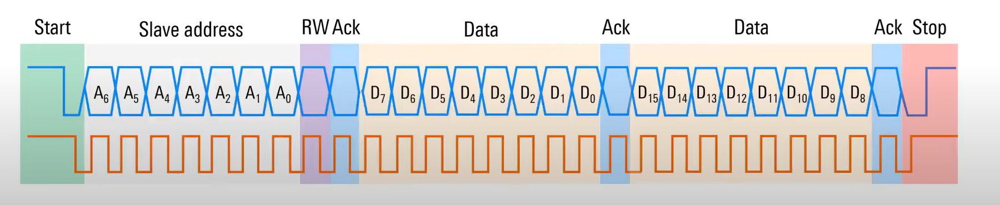 Start Slave address RW Ack Data Ack Data Ack Stop
A6 A5 A4 A3 A2 A1 A0 D7 D6 D5 D4 D3 D2 D1 D0 D15 D14 D13 D12 D11 D10 D9 D8